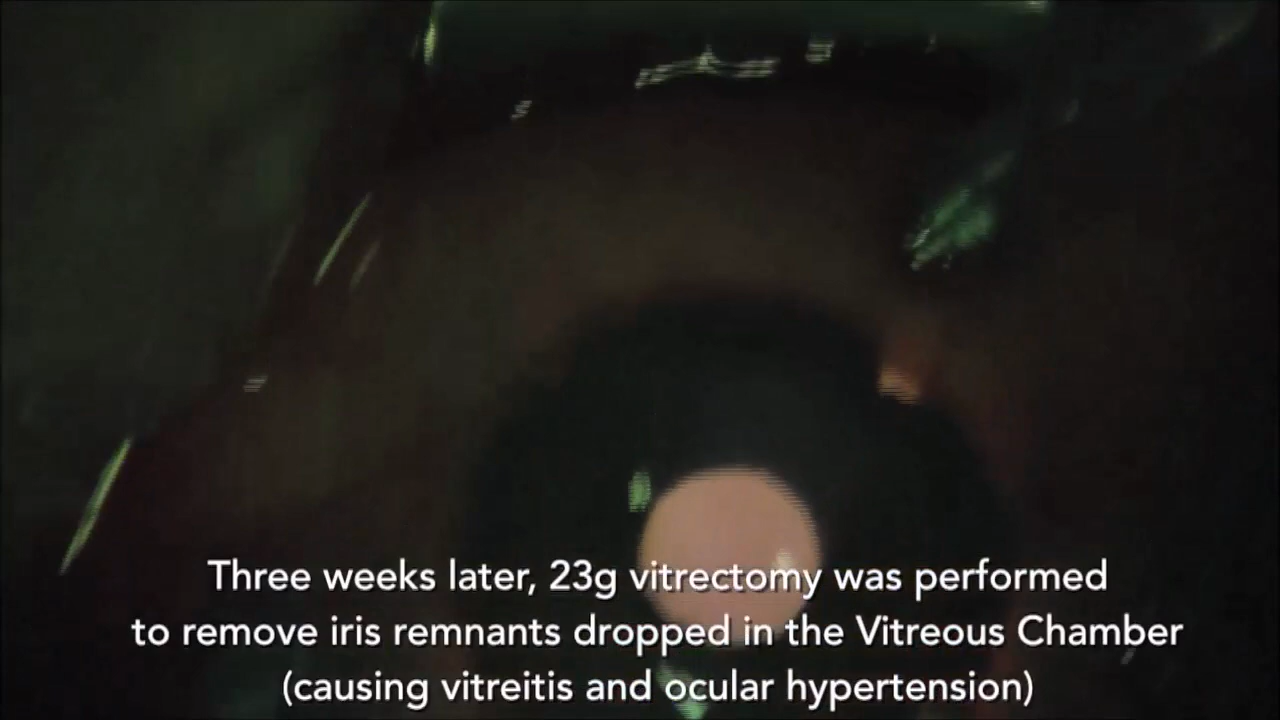 Three weeks later, 23g vitrectomy was performed
to remove iris remnants dropped in the Vitreous Chamber
(causing vitreitis and ocular hypertension)